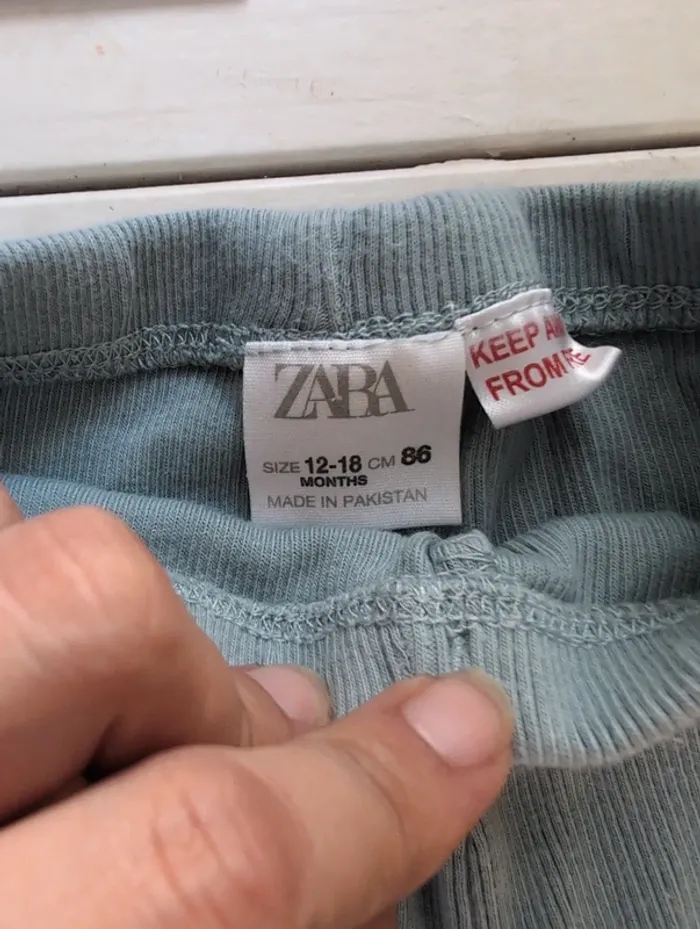 ZARA
SIZE 12-18 CM 86
MONTHS
MADE IN PAKISTAN
KEEP
FROM